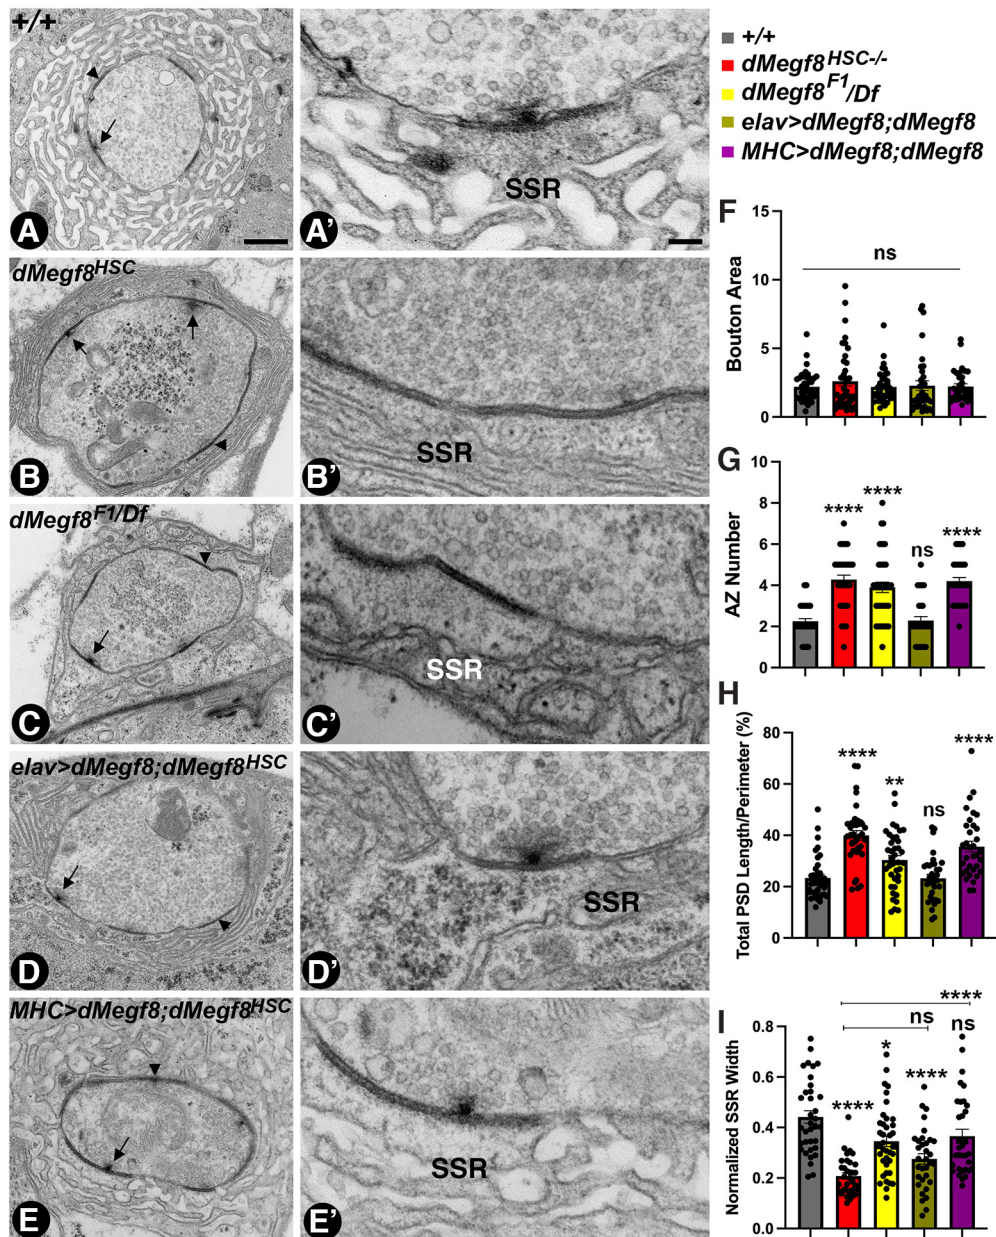 +/+
A
A'
SSR
dMegf8HSC
B
B'
SSR
dMegf8F1/Df
C
C'
SSR
elav>dMegf8;dMegf8HSC
D
D'
SSR
MHC>dMegf8;dMegf8HSC
E
E'
SSR
+/+
dMegf8HSC-/-
dMegf8F1/Df
elav>dMegf8;dMegf8
MHC>dMegf8;dMegf8
F
Bouton Area
15
10
5
0
ns
G
AZ Number
10
8
6
4
2
0
**** **** ns ****
H
Total PSD Length/Perimeter (%)
80
60
40
20
0
**** ** ns ****
I
Normalized SSR Width
0.8
0.6
0.4
0.2
0.0
****
ns
**** * **** ns